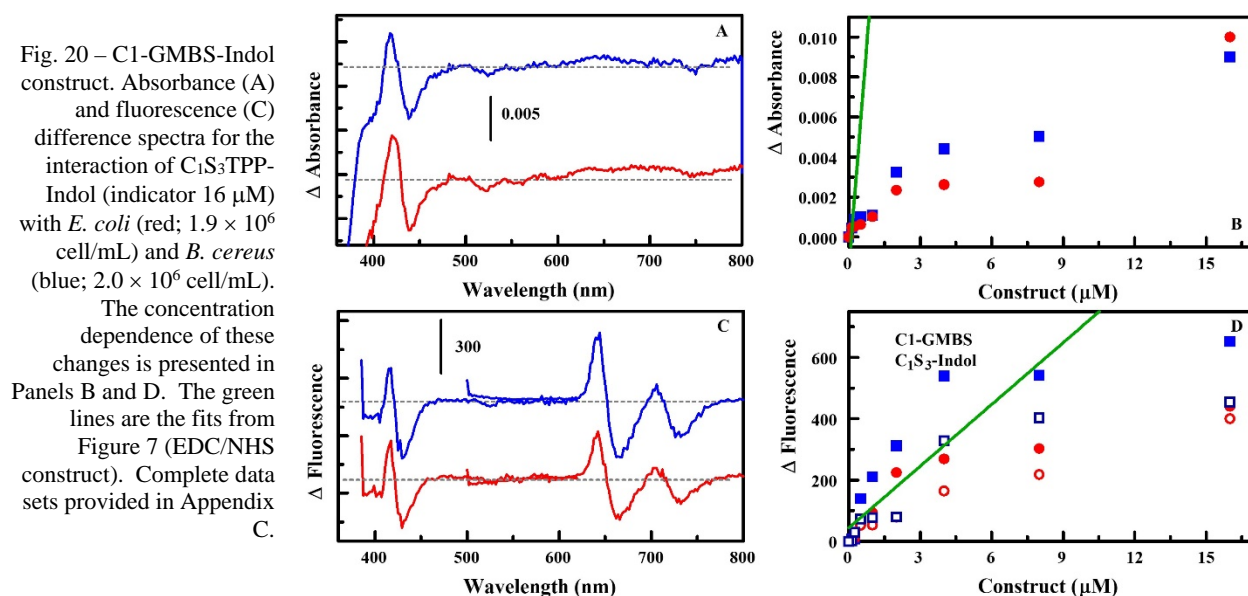 Fig. 20 – C1-GMBS-Indol
construct. Absorbance (A)
and fluorescence (C)
difference spectra for the
interaction of C₁S₃TPP-
Indol (indicator 16 μM)
with E. coli (red; 1.9 × 10⁶
cell/mL) and B. cereus
(blue; 2.0 × 10⁶ cell/mL).
The concentration
dependence of these
changes is presented in
Panels B and D. The green
lines are the fits from
Figure 7 (EDC/NHS
construct). Complete data
sets provided in Appendix
C.
A
Δ Absorbance
0.005
400 500 600 700 800
Wavelength (nm)
B
Δ Absorbance
0.010
0.008
0.006
0.004
0.002
0.000
0 3 6 9 12 15
Construct (μM)
C
Δ Fluorescence
300
400 500 600 700 800
Wavelength (nm)
D
C1-GMBS
C₁S₃-Indol
Δ Fluorescence
600
400
200
0
0 3 6 9 12 15
Construct (μM)